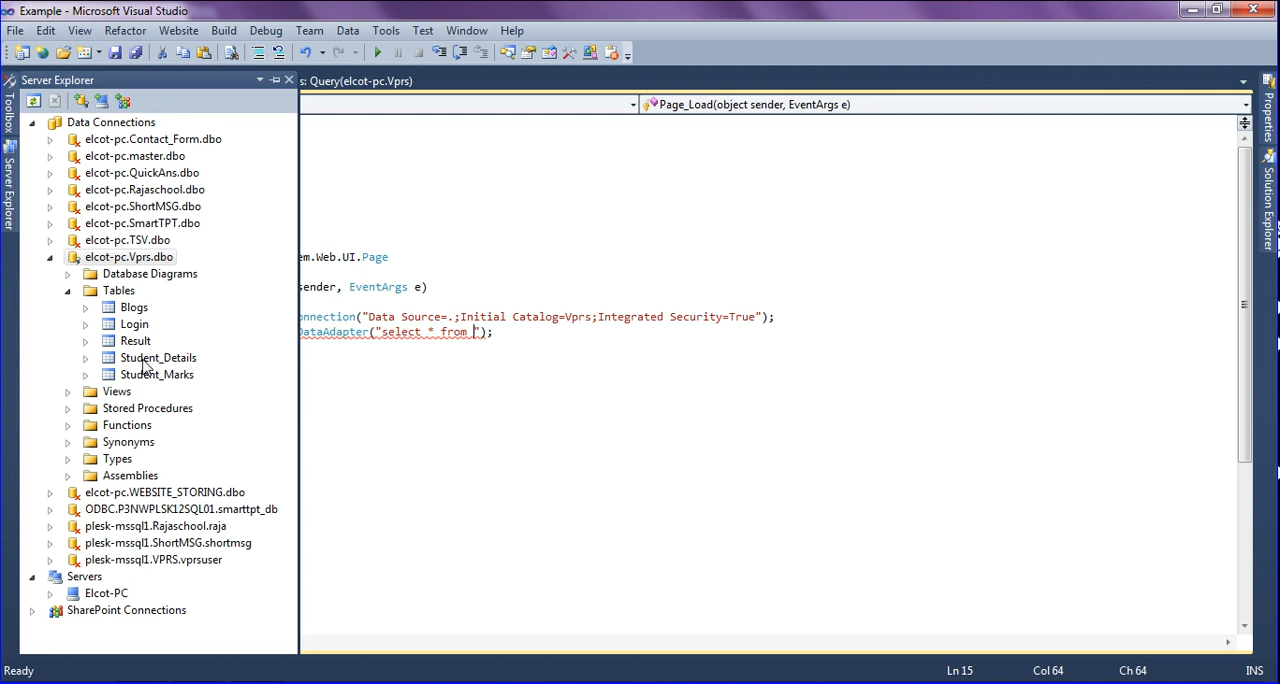 Example - Microsoft Visual Studio
File Edit View Refactor Website Build Debug Team Data Tools Test Window Help
Server Explorer
s: Query(elcot-pc.Vprs)
Page_Load(object sender, EventArgs e)
Toolbox
Server Explorer
Properties
Solution Explorer
Data Connections
elcot-pc.Contact_Form.dbo
elcot-pc.master.dbo
elcot-pc.QuickAns.dbo
elcot-pc.Rajaschool.dbo
elcot-pc.ShortMSG.dbo
elcot-pc.SmartTPT.dbo
elcot-pc.TSV.dbo
elcot-pc.Vprs.dbo
em.Web.UI.Page
Database Diagrams
sender, EventArgs e)
Tables
Blogs
onnection("Data Source=.;Initial Catalog=Vprs;Integrated Security=True");
Login
DataAdapter("select * from ");
Result
Student_Details
Student_Marks
Views
Stored Procedures
Functions
Synonyms
Types
Assemblies
elcot-pc.WEBSITE_STORING.dbo
ODBC.P3NWPLSK12SQL01.smarttpt_db
plesk-mssql1.Rajaschool.raja
plesk-mssql1.ShortMSG.shortmsg
plesk-mssql1.VPRS.vprsuser
Servers
Elcot-PC
SharePoint Connections
Ready Ln 15 Col 64 Ch 64 INS